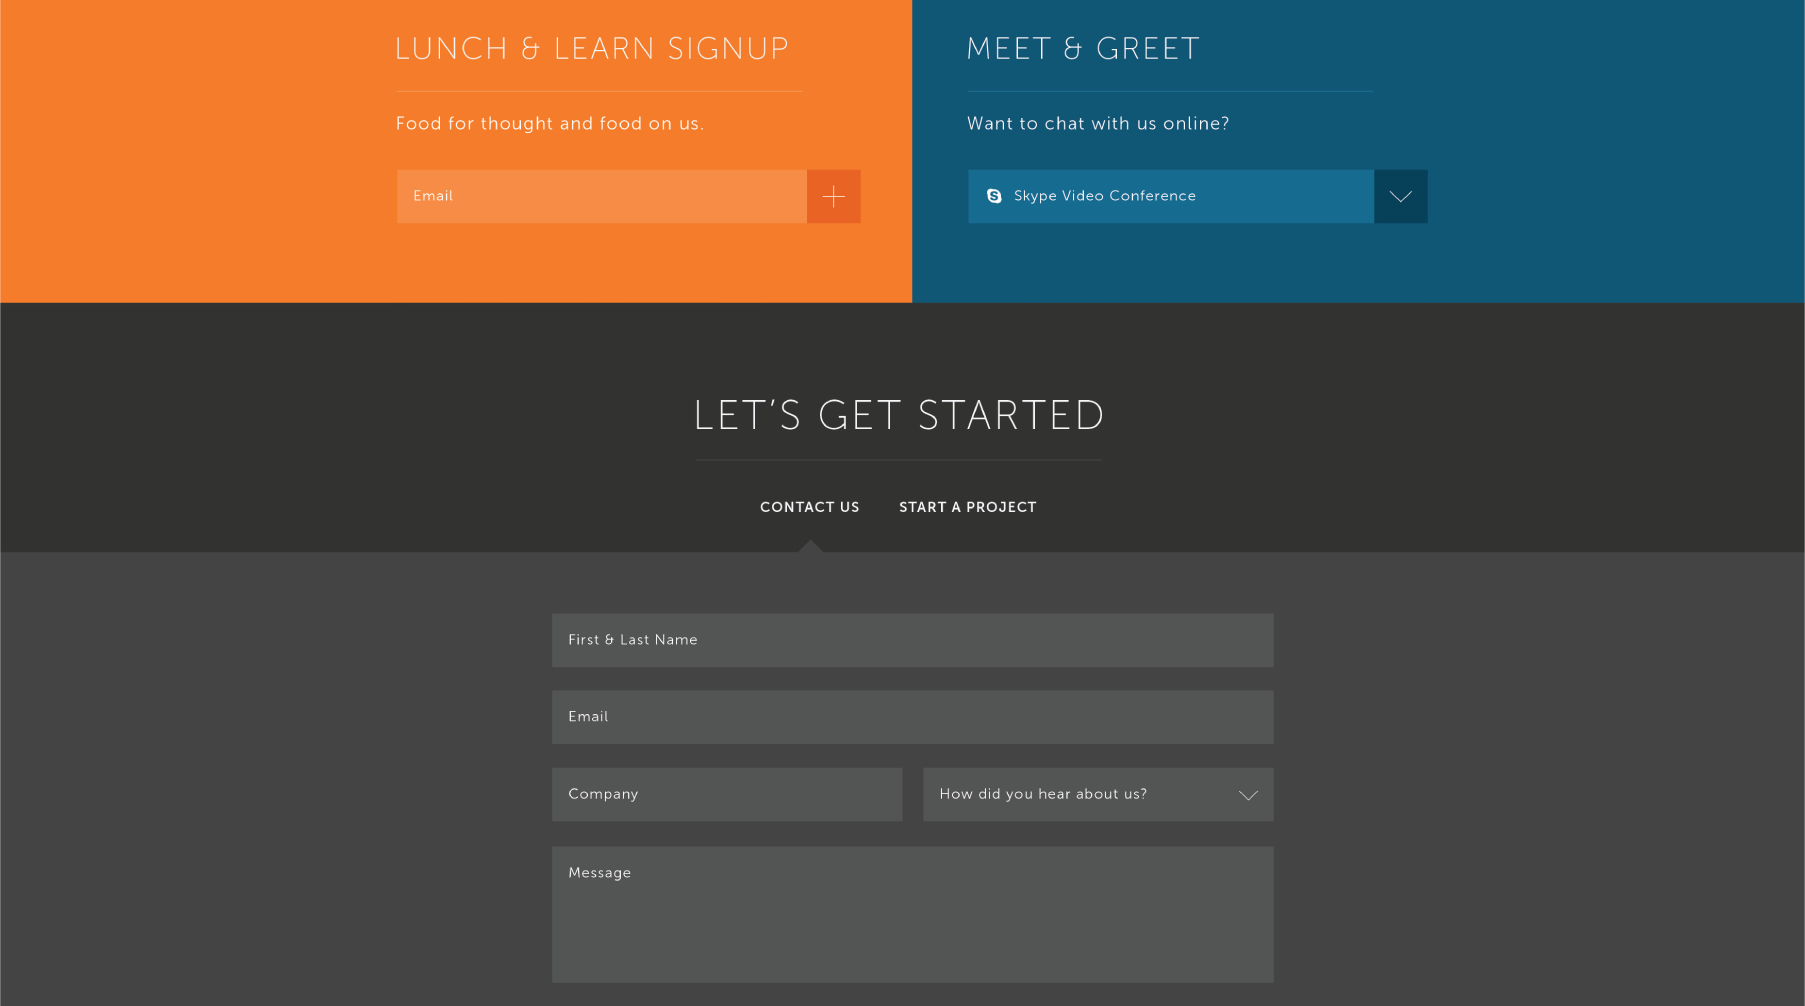 LUNCH & LEARN SIGNUP
Food for thought and food on us.
Email
MEET & GREET
Want to chat with us online?
Skype Video Conference
LET’S GET STARTED
CONTACT US
START A PROJECT
First & Last Name
Email
Company
How did you hear about us?
Message